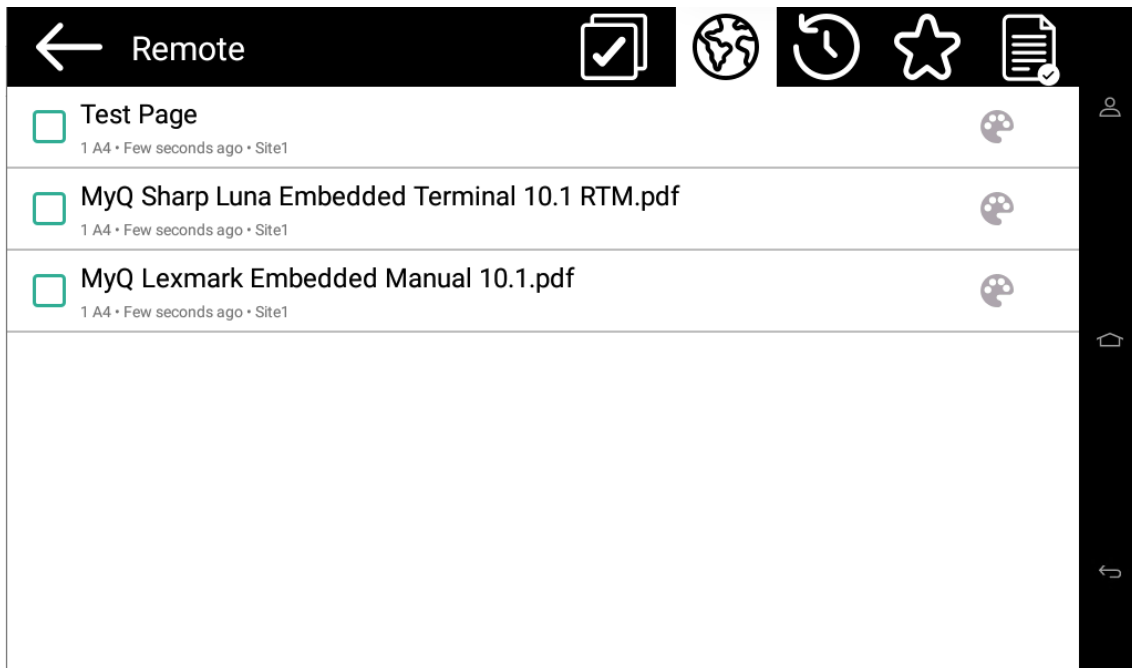 Remote
Test Page
1 A4 • Few seconds ago • Site1
MyQ Sharp Luna Embedded Terminal 10.1 RTM.pdf
1 A4 • Few seconds ago • Site1
MyQ Lexmark Embedded Manual 10.1.pdf
1 A4 • Few seconds ago • Site1